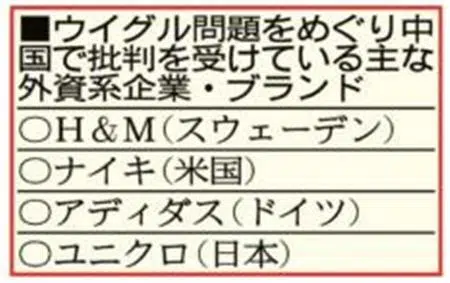 ■ウイグル問題をめぐり中
国で批判を受けている主な
外資系企業・ブランド
○H&M(スウェーデン)
○ナイキ(米国)
○アディダス(ドイツ)
○ユニクロ(日本)